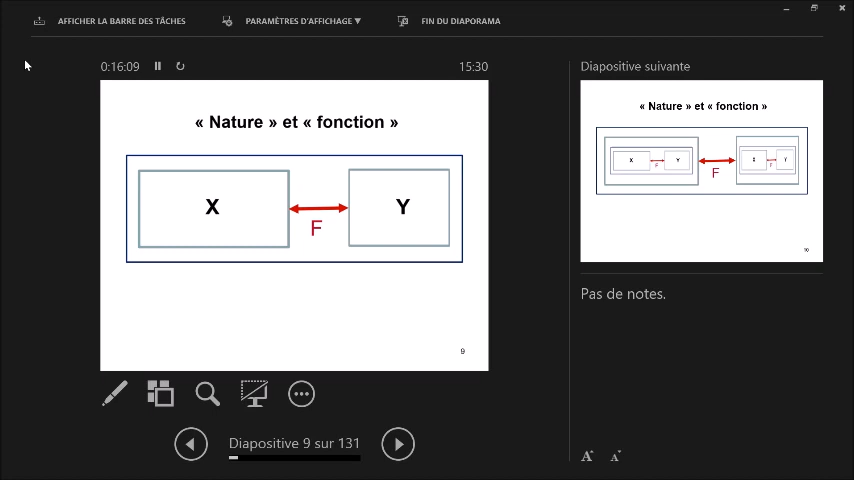 AFFICHER LA BARRE DES TÂCHES PARAMÈTRES D'AFFICHAGE ▼ FIN DU DIAPORAMA
0:16:09 15:30
« Nature » et « fonction »
X Y
F
9
Diapositive 9 sur 131
Diapositive suivante
« Nature » et « fonction »
X F Y F X F Y
10
Pas de notes.
A A